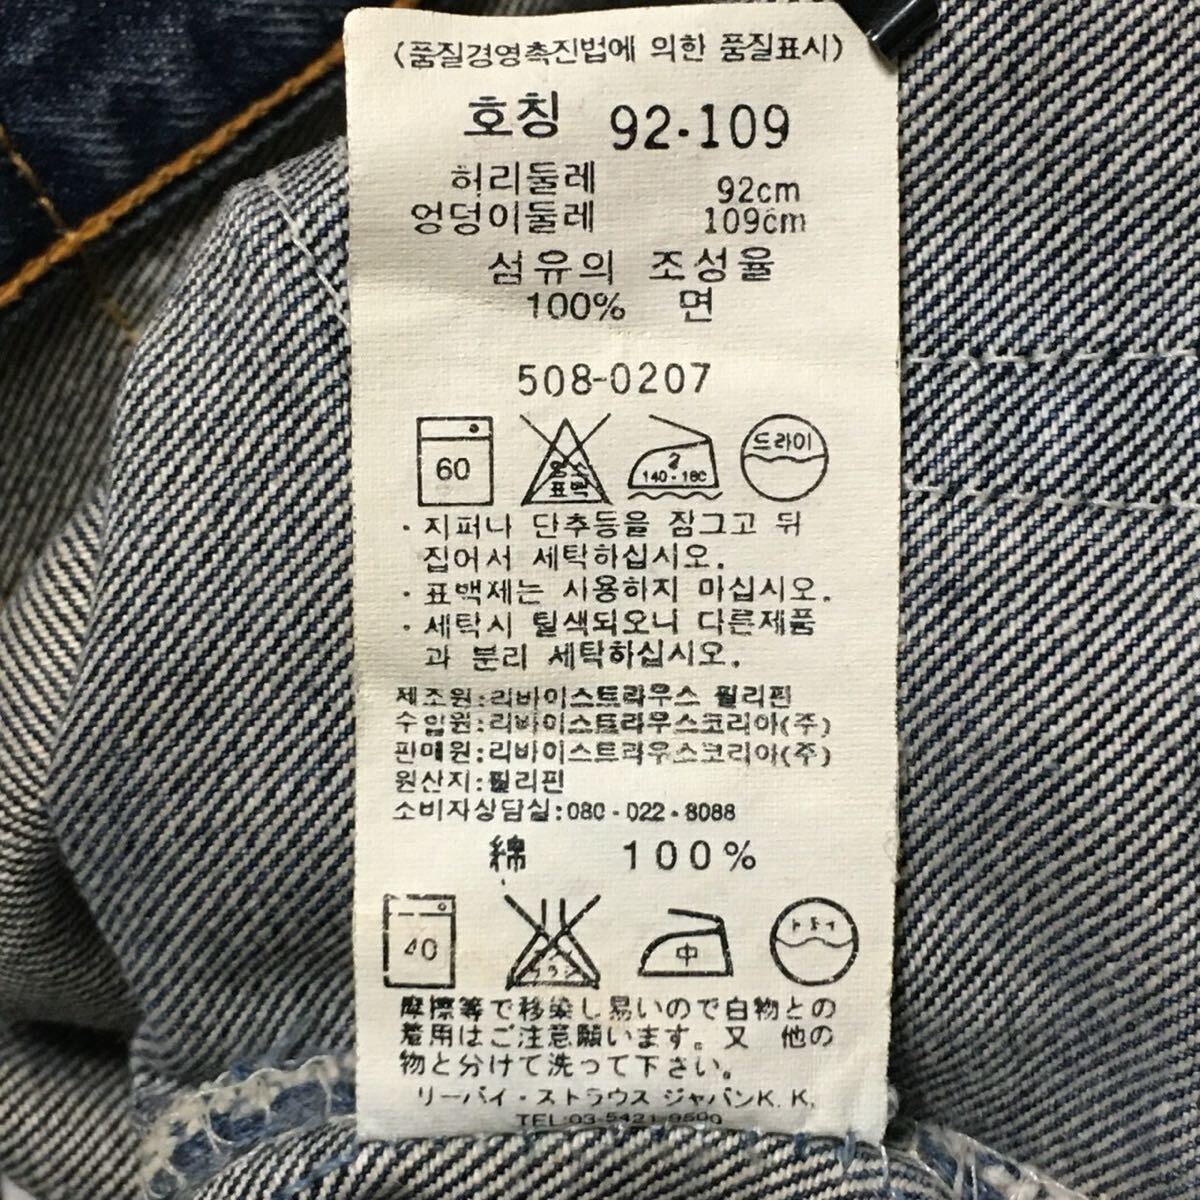 (품질경영촉진법에 의한 품질표시)
호칭 92·109
허리둘레 92cm
엉덩이둘레 109cm
섬유의 조성율
100% 면
508-0207
60 염소 표백 140·160 드라이
· 지퍼나 단추등을 잠그고 뒤
집어서 세탁하십시오.
· 표백제는 사용하지 마십시오.
· 세탁시 탈색되오니 다른제품
과 분리 세탁하십시오.
제조원:리바이스트라우스 필리핀
수입원:리바이스트라우스코리아(주)
판매원:리바이스트라우스코리아(주)
원산지:필리핀
소비자상담실:080·022·8088
綿 100%
40 中 ドライ
摩擦等で移染し易いので白物との
着用はご注意願います。又 他の
物と分けて洗って下さい。
リーバイ・ストラウス ジャパンK.K.
TEL:03-5421-9500